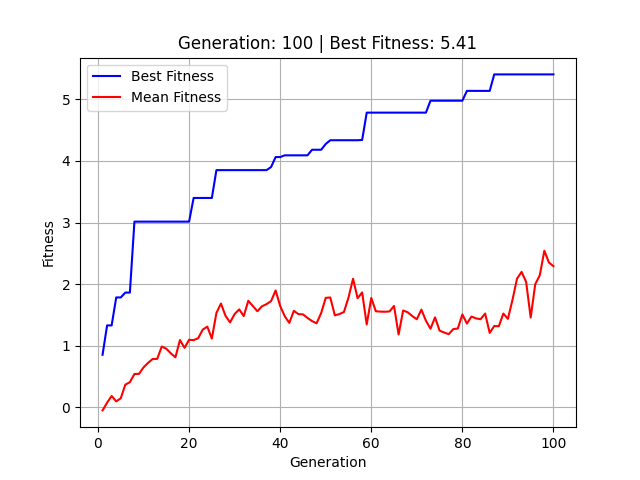 Generation: 100 | Best Fitness: 5.41
Best Fitness
Mean Fitness
Fitness
5
4
3
2
1
0
0 20 40 60 80 100
Generation